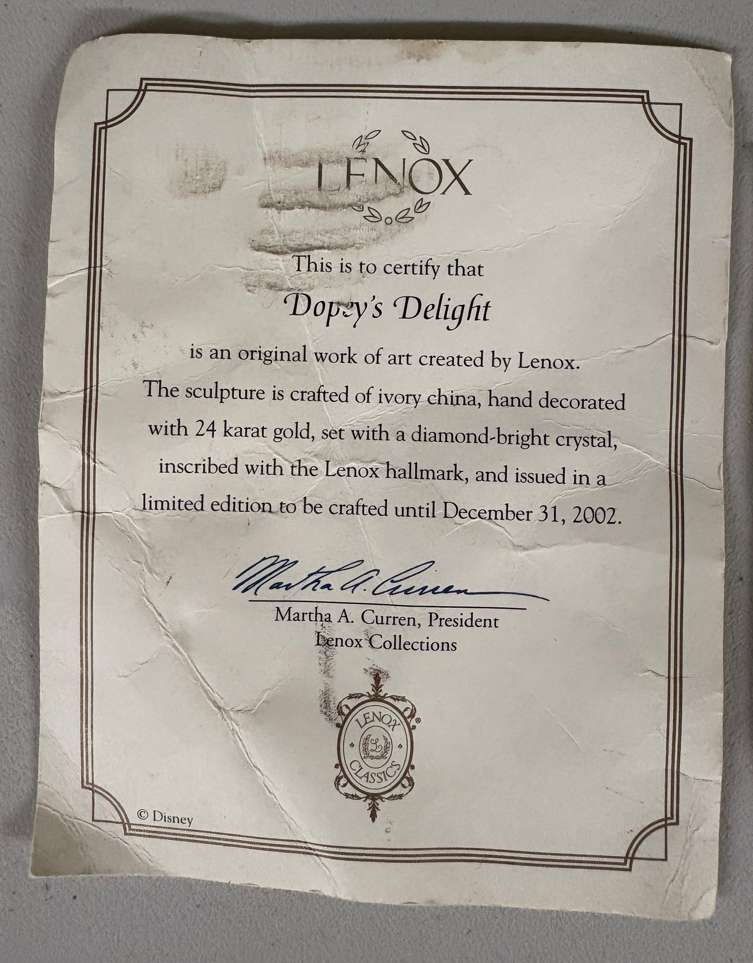 LENOX
This is to certify that
Dopey's Delight
is an original work of art created by Lenox.
The sculpture is crafted of ivory china, hand decorated
with 24 karat gold, set with a diamond-bright crystal,
inscribed with the Lenox hallmark, and issued in a
limited edition to be crafted until December 31, 2002.
Martha A. Curren
Martha A. Curren, President
Lenox Collections
LENOX ®
L
CLASSICS
© Disney